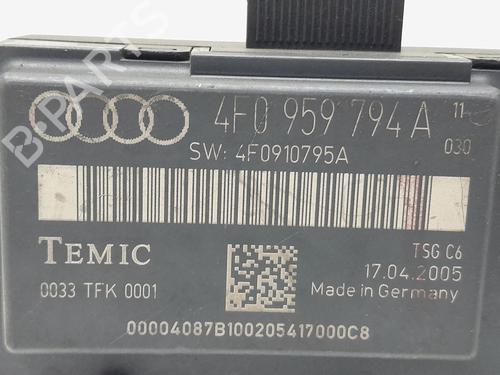 4F0 959 794 A 11
SW: 4F0910795A 030
TEMIC
TSG C6
17.04.2005
0033 TFK 0001
Made in Germany
00004087B100205417000C8
B-PARTS